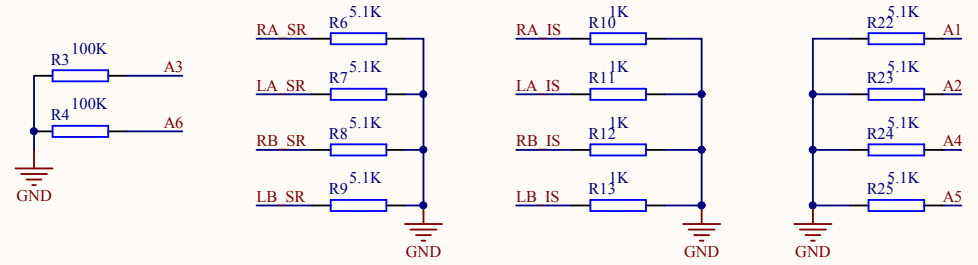 R3 100K A3
R4 100K A6
GND
RA_SR R6 5.1K
LA_SR R7 5.1K
RB_SR R8 5.1K
LB_SR R9 5.1K
GND
RA_IS R10 1K
LA_IS R11 1K
RB_IS R12 1K
LB_IS R13 1K
GND
R22 5.1K A1
R23 5.1K A2
R24 5.1K A4
R25 5.1K A5
GND